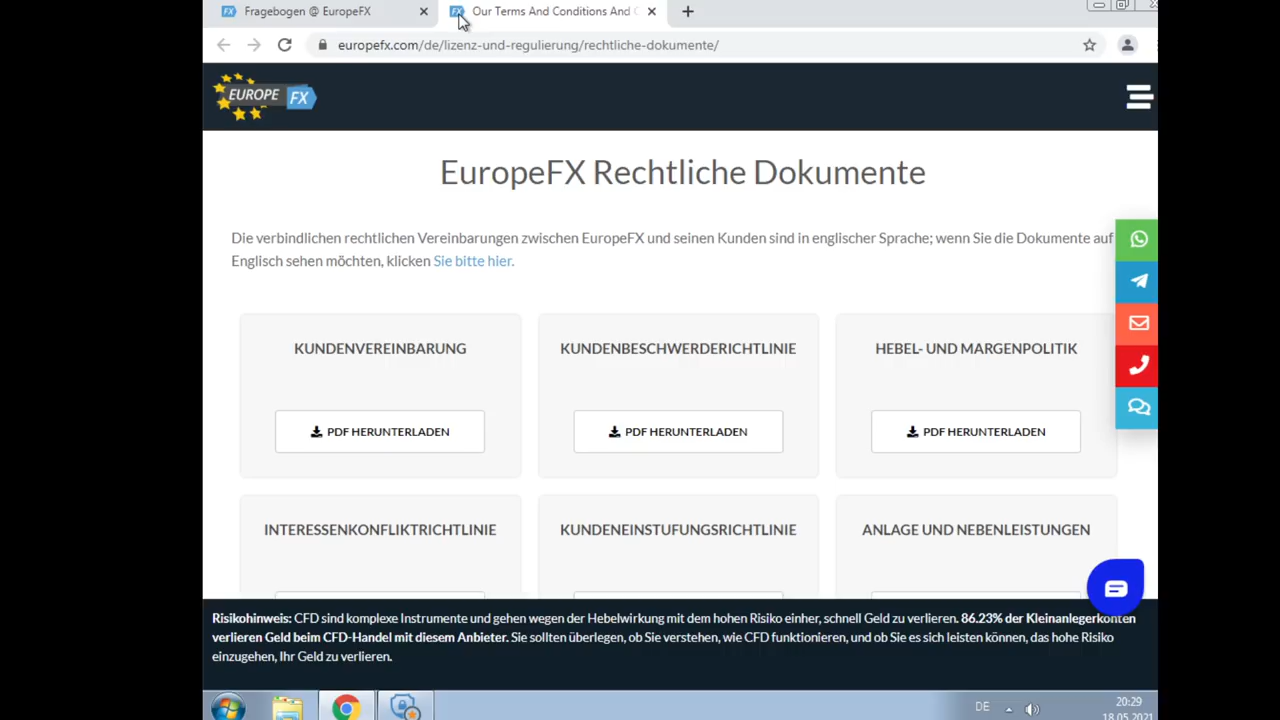 Fragebogen @ EuropeFX
Our Terms And Conditions And C
europefx.com/de/lizenz-und-regulierung/rechtliche-dokumente/
EUROPE FX
EuropeFX Rechtliche Dokumente
Die verbindlichen rechtlichen Vereinbarungen zwischen EuropeFX und seinen Kunden sind in englischer Sprache; wenn Sie die Dokumente auf
Englisch sehen möchten, klicken Sie bitte hier.
KUNDENVEREINBARUNG
PDF HERUNTERLADEN
KUNDENBESCHWERDERICHTLINIE
PDF HERUNTERLADEN
HEBEL- UND MARGENPOLITIK
PDF HERUNTERLADEN
INTERESSENKONFLIKTRICHTLINIE
KUNDENEINSTUFUNGSRICHTLINIE
ANLAGE UND NEBENLEISTUNGEN
Risikohinweis: CFD sind komplexe Instrumente und gehen wegen der Hebelwirkung mit dem hohen Risiko einher, schnell Geld zu verlieren. 86.23% der Kleinanlegerkonten
verlieren Geld beim CFD-Handel mit diesem Anbieter. Sie sollten überlegen, ob Sie verstehen, wie CFD funktionieren, und ob Sie es sich leisten können, das hohe Risiko
einzugehen, Ihr Geld zu verlieren.
DE
20:29
18.05.2021